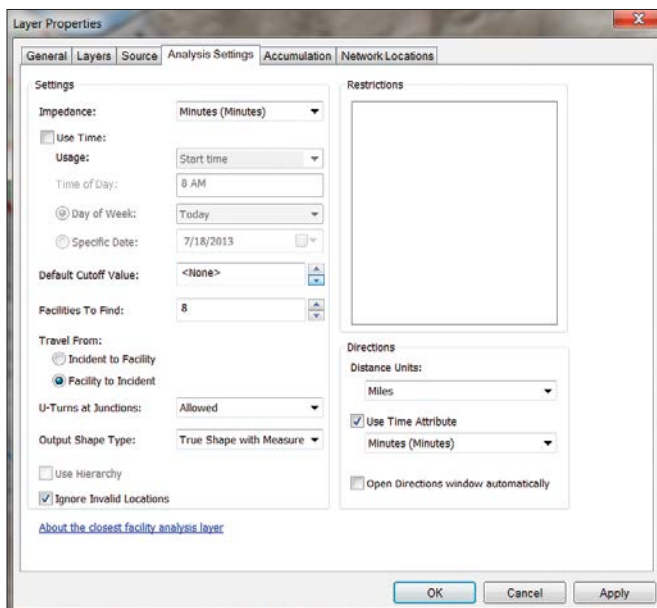 Layer Properties
General Layers Source Analysis Settings Accumulation Network Locations
Settings
Impedance: Minutes (Minutes)
Use Time:
Usage: Start time
Time of Day: 8 AM
Day of Week: Today
Specific Date: 7/18/2013
Default Cutoff Value: <None>
Facilities To Find: 8
Travel From:
Incident to Facility
Facility to Incident
U-Turns at Junctions: Allowed
Output Shape Type: True Shape with Measure
Use Hierarchy
Ignore Invalid Locations
About the closest facility analysis layer
Restrictions
Directions
Distance Units:
Miles
Use Time Attribute
Minutes (Minutes)
Open Directions window automatically
OK Cancel Apply